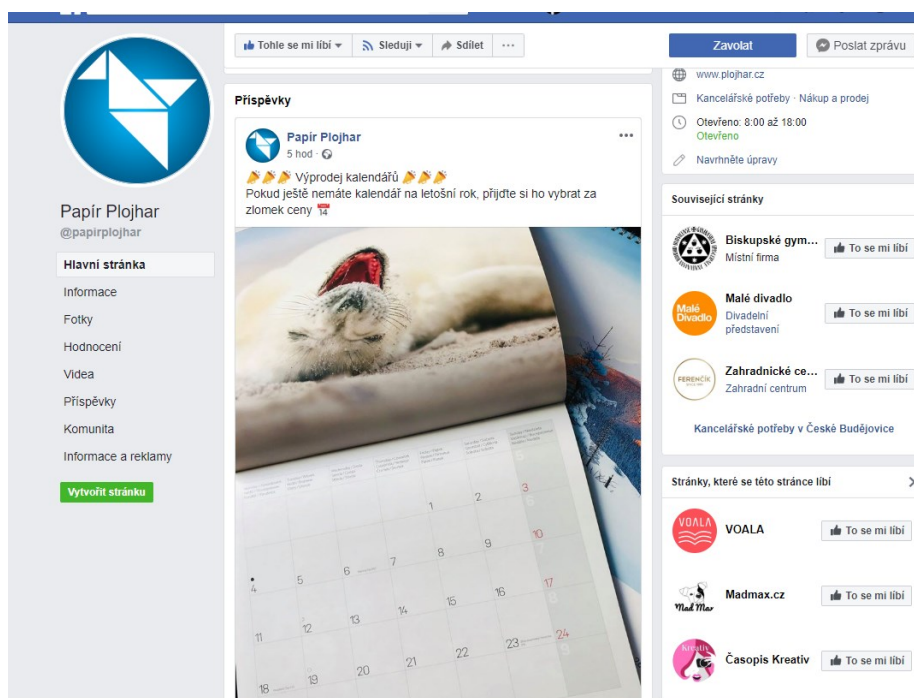 Tohle se mi líbí
Sleduji
Sdílet
Zavolat
Poslat zprávu
Papír Plojhar
@papirplojhar
Hlavní stránka
Informace
Fotky
Hodnocení
Videa
Příspěvky
Komunita
Informace a reklamy
Vytvořit stránku
Příspěvky
Papír Plojhar
5 hod
Výprodej kalendářů
Pokud ještě nemáte kalendář na letošní rok, přijďte si ho vybrat za
zlomek ceny
1 2 3
4 5 6 7 8 9 10
11 12 13 14 15 16 17
18 19 20 21 22 23 24
www.plojhar.cz
Kancelářské potřeby · Nákup a prodej
Otevřeno: 8:00 až 18:00
Otevřeno
Navrhněte úpravy
Související stránky
Biskupské gym...
Místní firma
To se mi líbí
Malé
Divadlo
Malé divadlo
Divadelní
představení
To se mi líbí
FERENČÍK
Zahradnické ce...
Zahradní centrum
To se mi líbí
Kancelářské potřeby v České Budějovice
Stránky, které se této stránce líbí
VOALA
VOALA
To se mi líbí
Mad Max
Madmax.cz
To se mi líbí
Kreativ
Časopis Kreativ
To se mi líbí